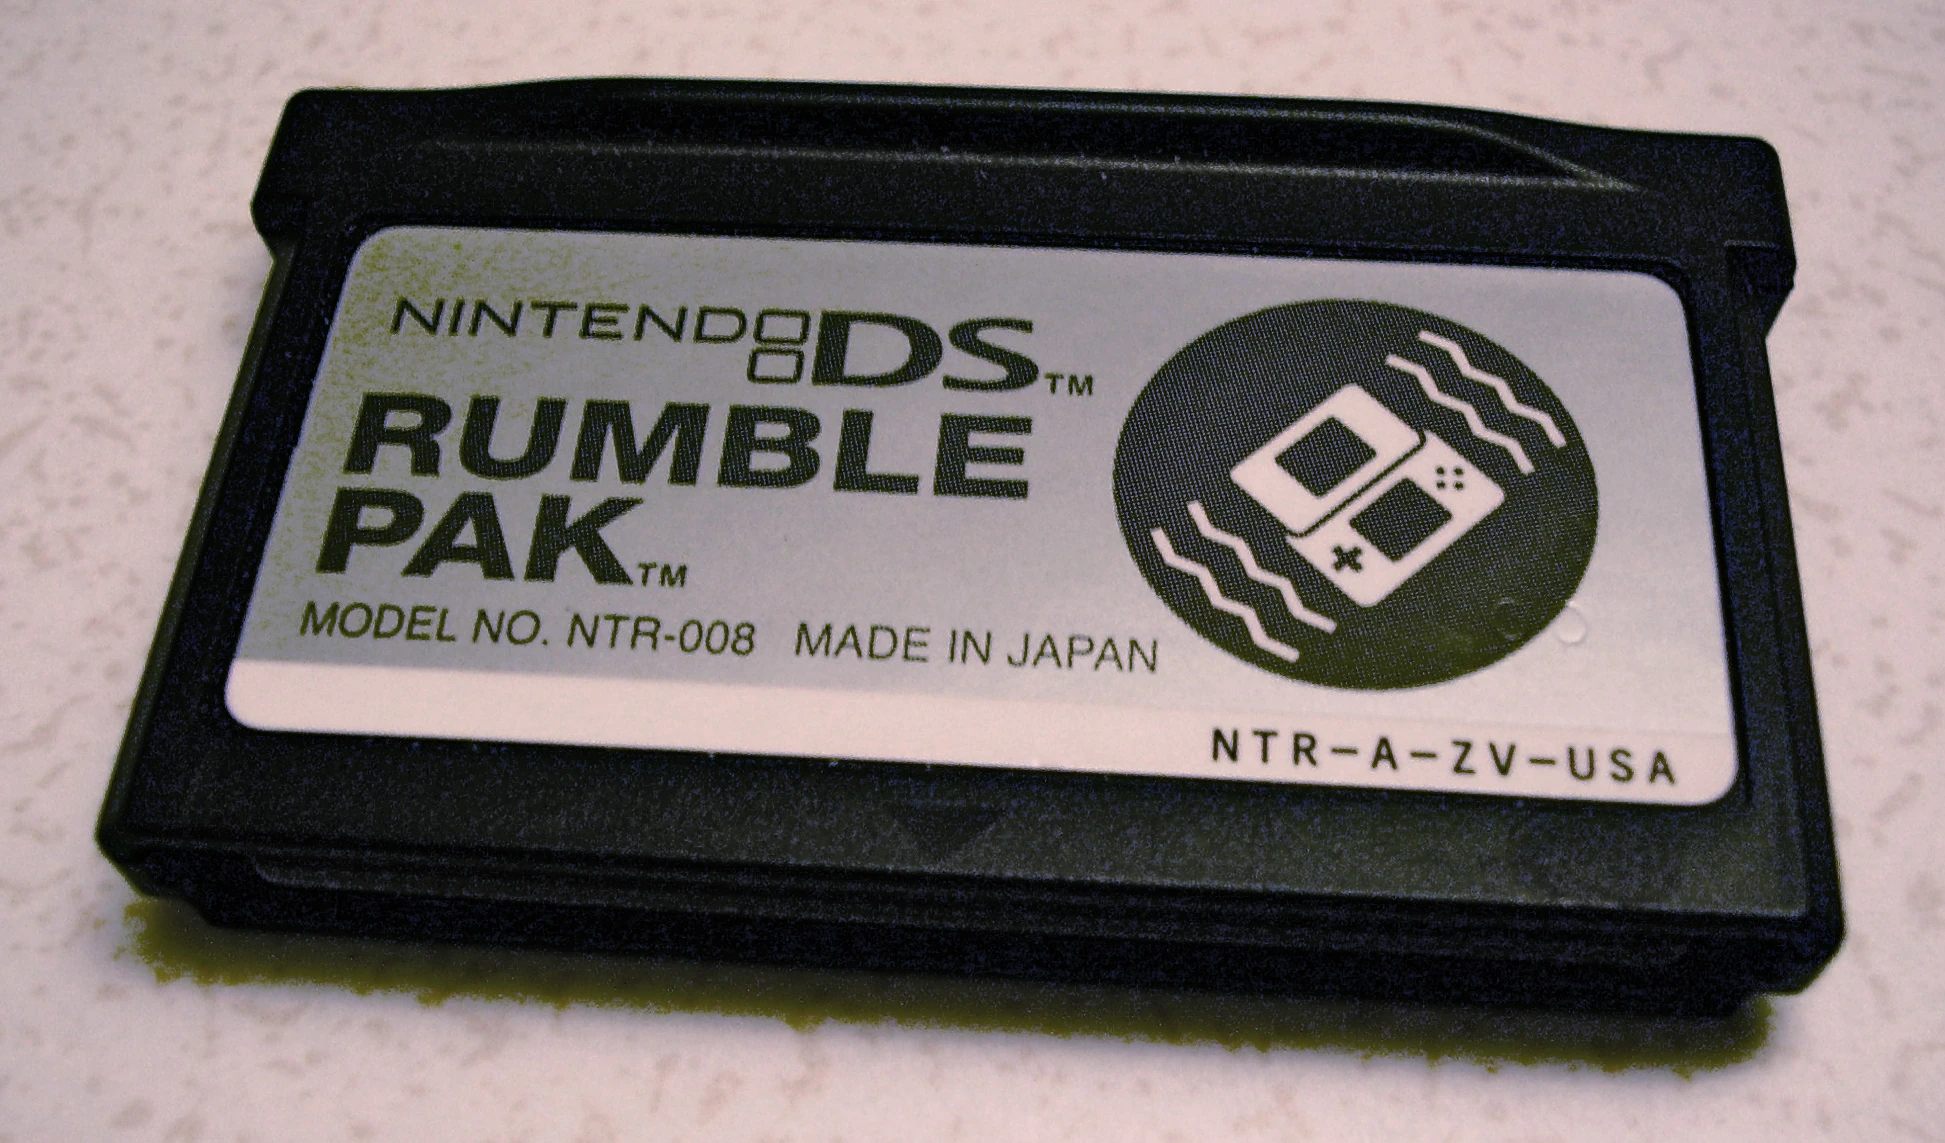 NINTENDO DS™
RUMBLE
PAK™
MODEL NO. NTR-008 MADE IN JAPAN
NTR-A-ZV-USA